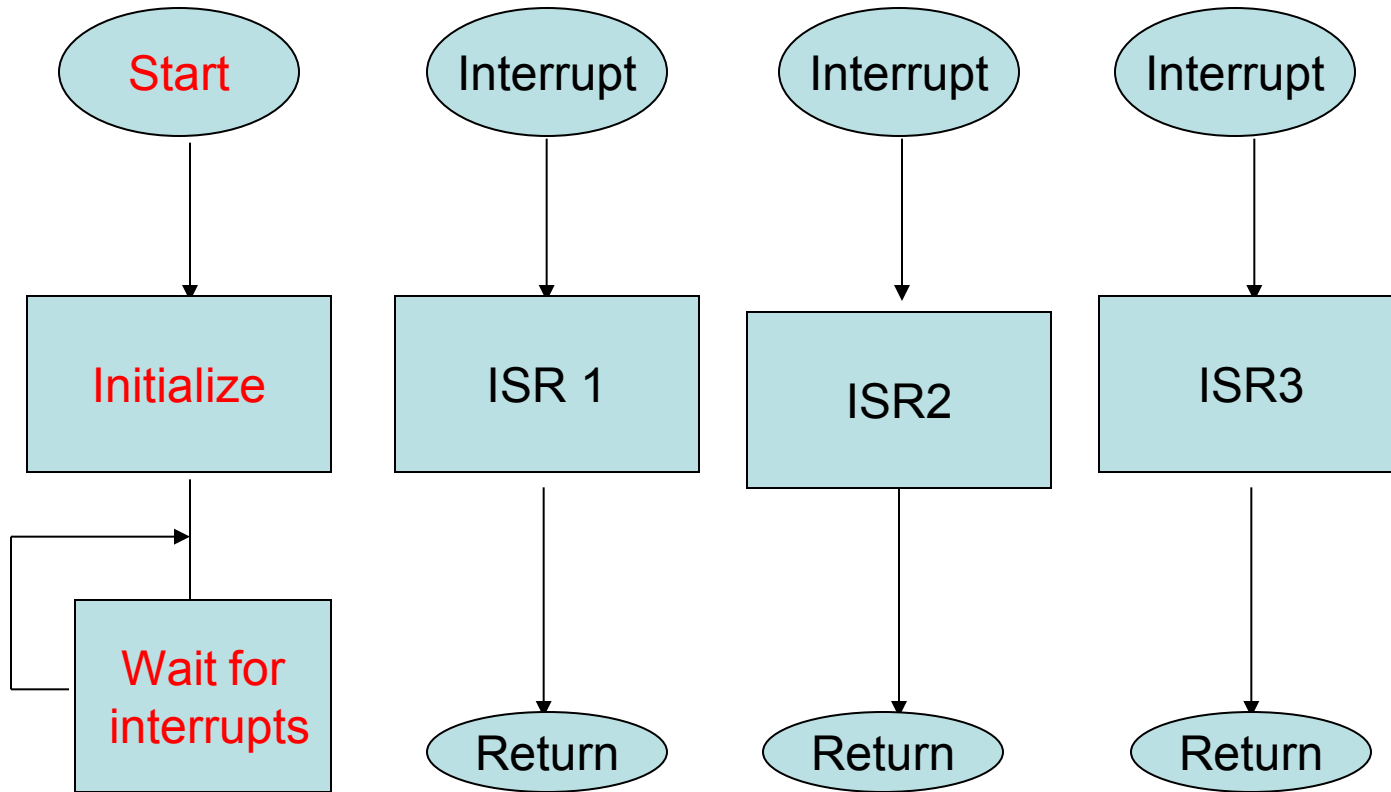 Start
Interrupt
Interrupt
Interrupt
Initialize
ISR 1
ISR2
ISR3
Wait for
interrupts
Return
Return
Return